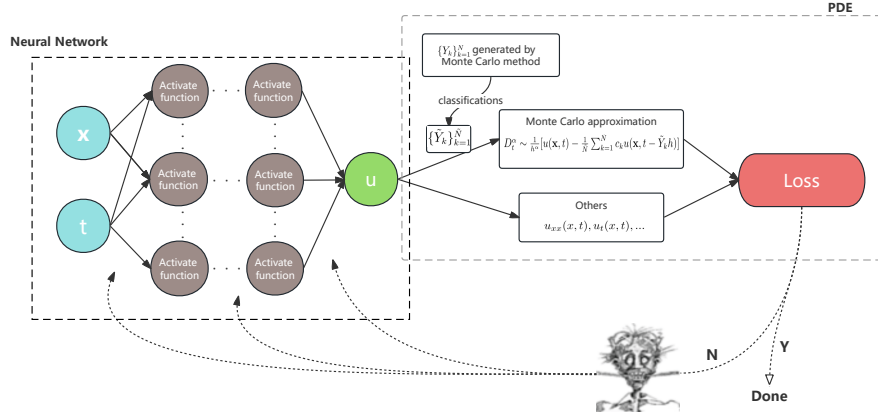 PDE
Neural Network
{Y_k}_{k=1}^N generated by
Monte Carlo method
classifications
{Ỹ_k}_{k=1}^Ñ
Activate
function
Activate
function
x
Monte Carlo approximation
D_t^α ∼ 1/h^α [u(x, t) − 1/N ∑_{k=1}^Ñ c_k u(x, t − Ỹ_k h)]
Activate
function
Activate
function
u
Loss
t
Others
u_{xx}(x, t), u_t(x, t), ...
Activate
function
Activate
function
N
Y
Done